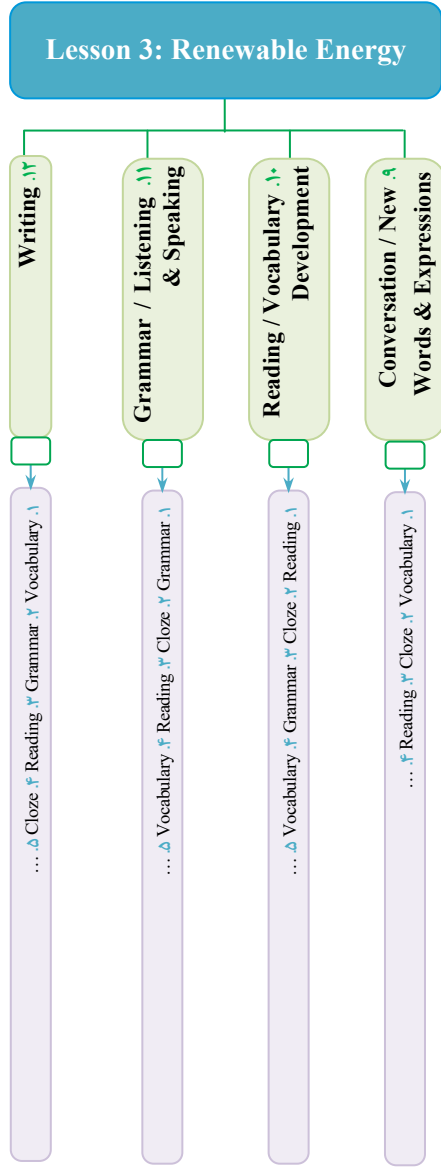 Lesson 3: Renewable Energy
۹. Conversation / New
Words & Expressions
۱. Vocabulary ۲. Cloze ۳. Reading ۴. …
۱۰. Reading / Vocabulary
Development
۱. Reading ۲. Cloze ۳. Grammar ۴. Vocabulary ۵. …
۱۱. Grammar / Listening
& Speaking
۱. Grammar ۲. Cloze ۳. Reading ۴. Vocabulary ۵. …
۱۲. Writing
۱. Vocabulary ۲. Grammar ۳. Reading ۴. Cloze ۵. …